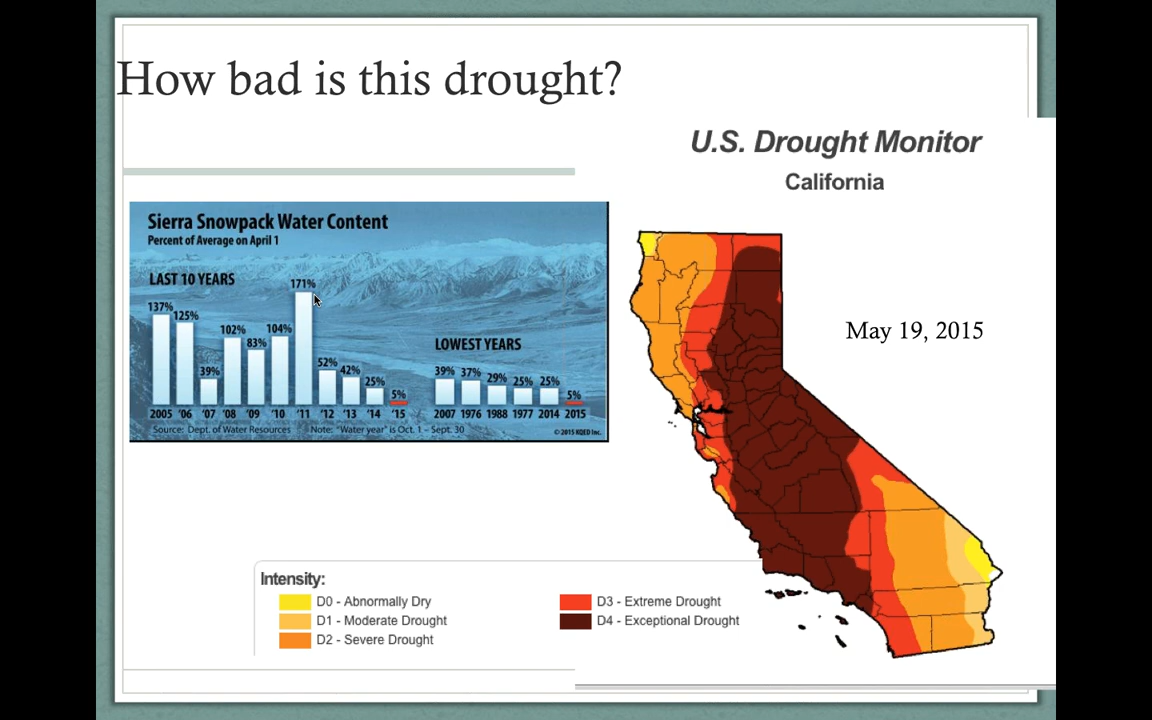 How bad is this drought?
U.S. Drought Monitor
California
Sierra Snowpack Water Content
Percent of Average on April 1
LAST 10 YEARS
137% 125% 39% 102% 83% 104% 171% 52% 42% 25% 5%
2005 '06 '07 '08 '09 '10 '11 '12 '13 '14 '15
LOWEST YEARS
39% 37% 29% 25% 25% 5%
2007 1976 1988 1977 2014 2015
Source: Dept. of Water Resources Note: "Water year" is Oct. 1 – Sept. 30
© 2015 KQED Inc.
May 19, 2015
Intensity:
D0 - Abnormally Dry
D1 - Moderate Drought
D2 - Severe Drought
D3 - Extreme Drought
D4 - Exceptional Drought